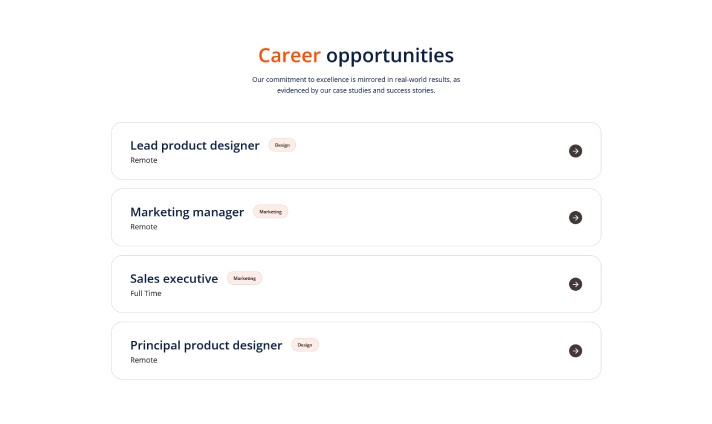 Career opportunities
Our commitment to excellence is mirrored in real-world results, as
evidenced by our case studies and success stories.
Lead product designer Design
Remote
Marketing manager Marketing
Remote
Sales executive Marketing
Full Time
Principal product designer Design
Remote